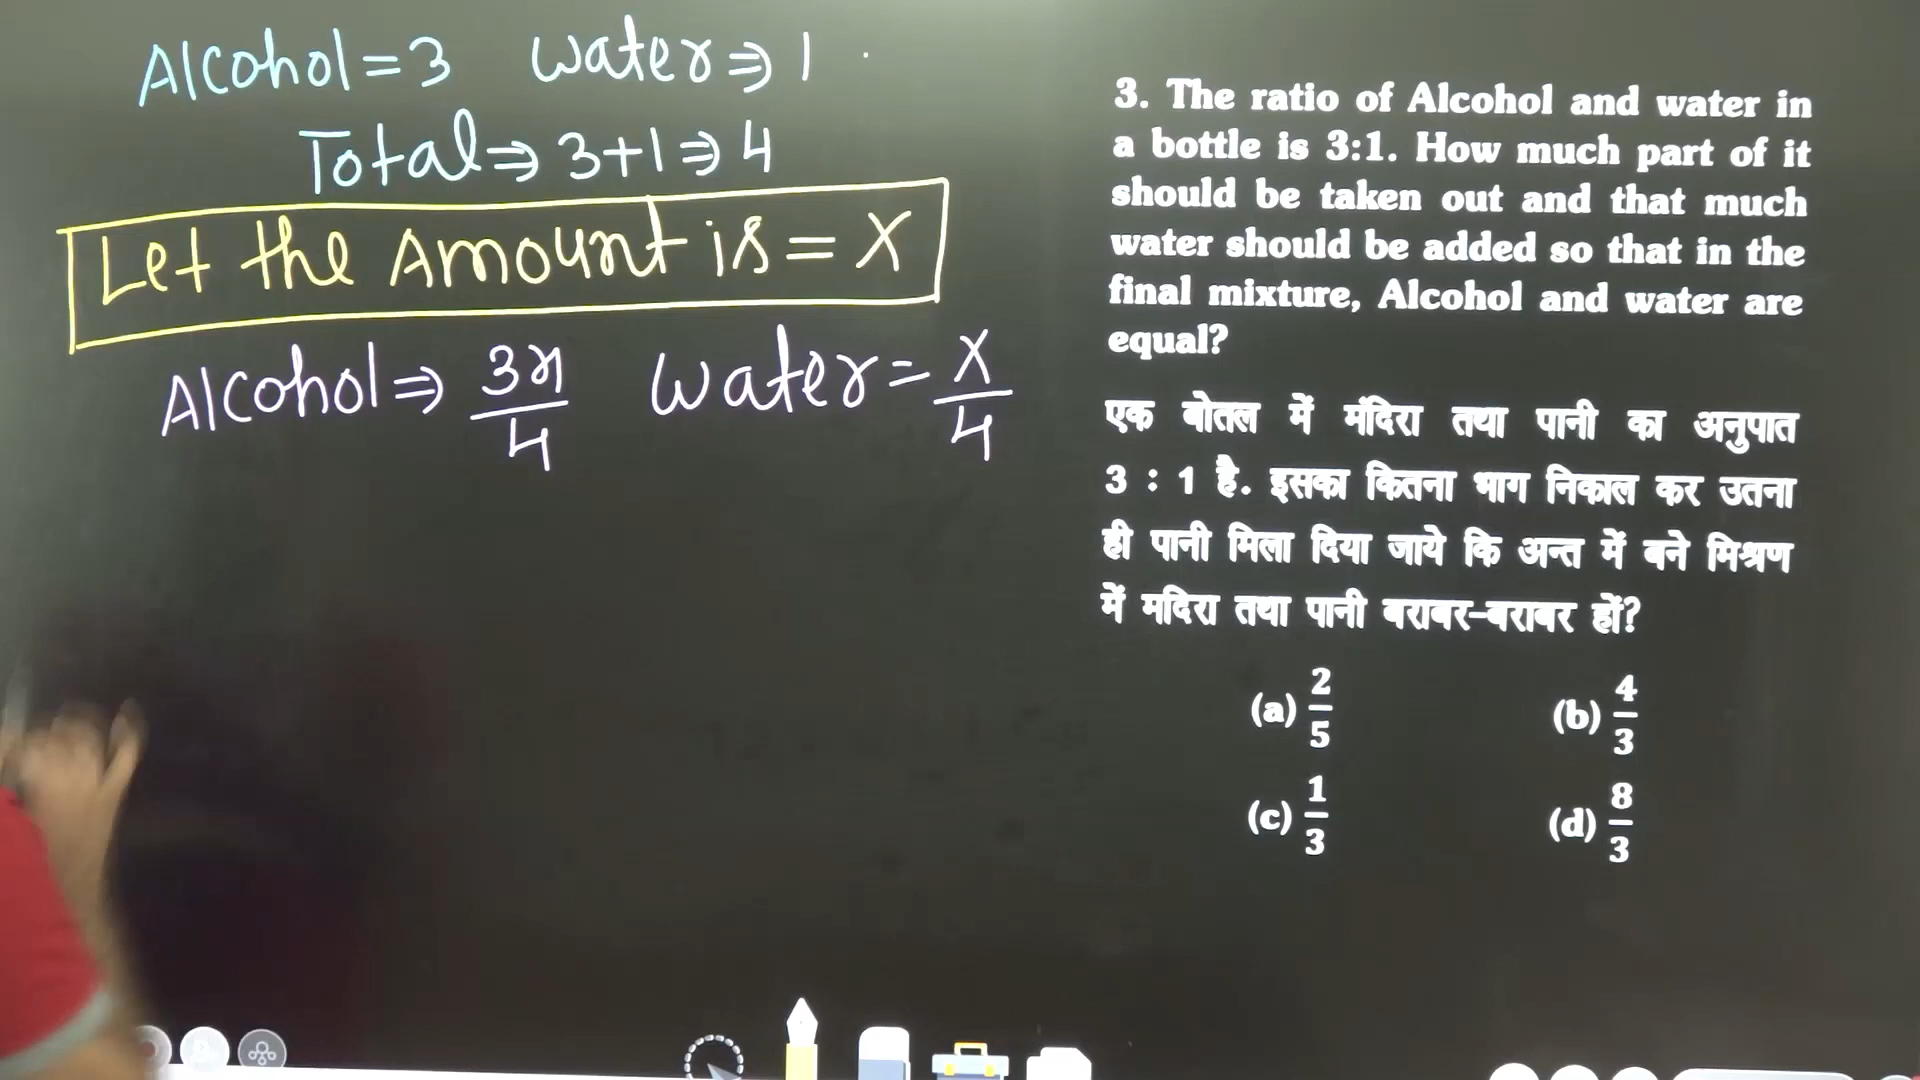 Alcohol = 3 Water ⇒ 1
Total ⇒ 3+1 ⇒ 4
Let the Amount is = x
Alcohol ⇒ 3x/4 Water = x/4
3. The ratio of Alcohol and water in
a bottle is 3:1. How much part of it
should be taken out and that much
water should be added so that in the
final mixture, Alcohol and water are
equal?
एक बोतल में मंदिरा तथा पानी का अनुपात
3 : 1 है. इसका कितना भाग निकाल कर उतना
ही पानी मिला दिया जाये कि अन्त में बने मिश्रण
में मदिरा तथा पानी बराबर-बराबर हों?
(a) 2/5 (b) 4/3
(c) 1/3 (d) 8/3